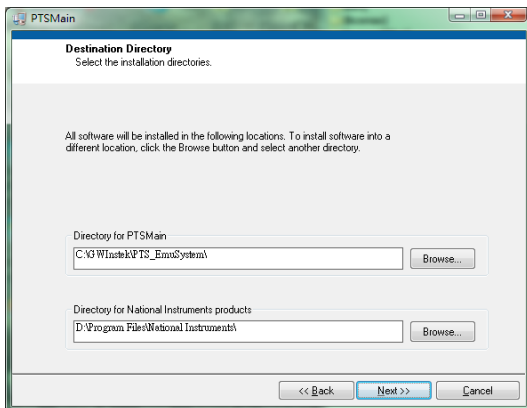 PTSMain
Destination Directory
Select the installation directories.
All software will be installed in the following locations. To install software into a
different location, click the Browse button and select another directory.
Directory for PTSMain
C:\GWInstek\PTS_EmuSystem\
Browse...
Directory for National Instruments products
D:\Program Files\National Instruments\
Browse...
<< Back
Next >>
Cancel